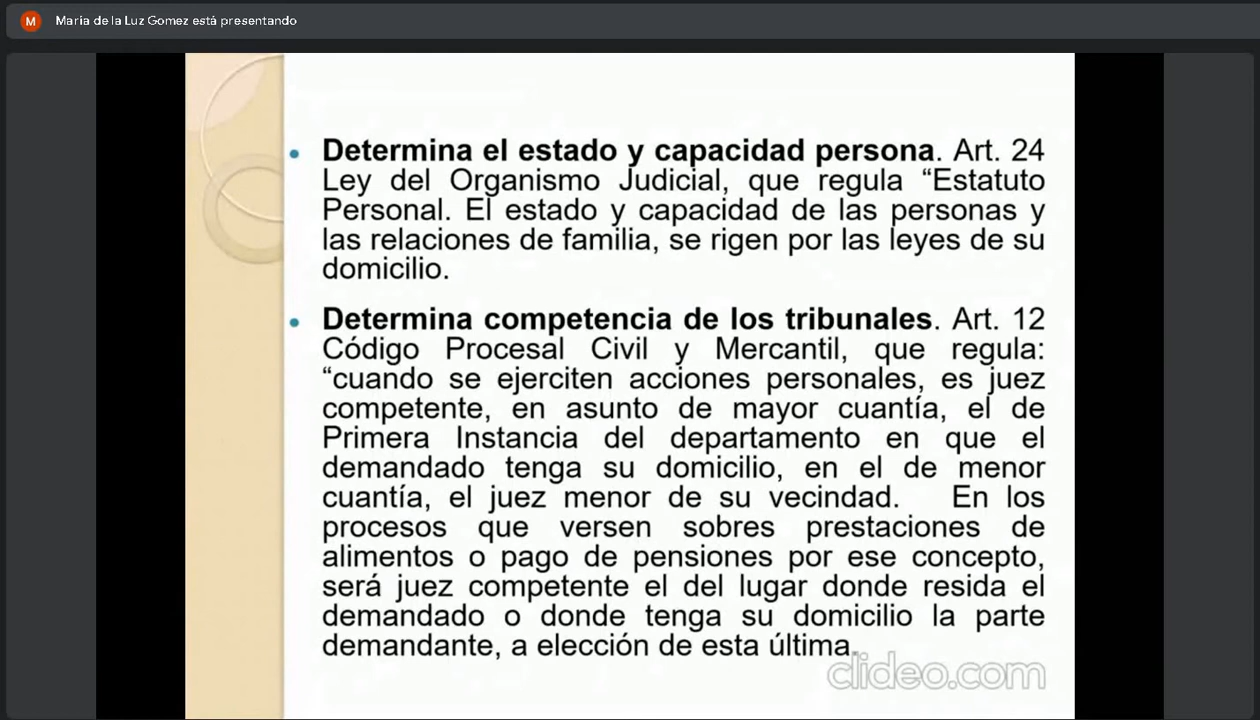 M María de la Luz Gomez está presentando
• Determina el estado y capacidad persona. Art. 24
Ley del Organismo Judicial, que regula “Estatuto
Personal. El estado y capacidad de las personas y
las relaciones de familia, se rigen por las leyes de su
domicilio.
• Determina competencia de los tribunales. Art. 12
Código Procesal Civil y Mercantil, que regula:
“cuando se ejerciten acciones personales, es juez
competente, en asunto de mayor cuantía, el de
Primera Instancia del departamento en que el
demandado tenga su domicilio, en el de menor
cuantía, el juez menor de su vecindad. En los
procesos que versen sobres prestaciones de
alimentos o pago de pensiones por ese concepto,
será juez competente el del lugar donde resida el
demandado o donde tenga su domicilio la parte
demandante, a elección de esta última.
clideo.com